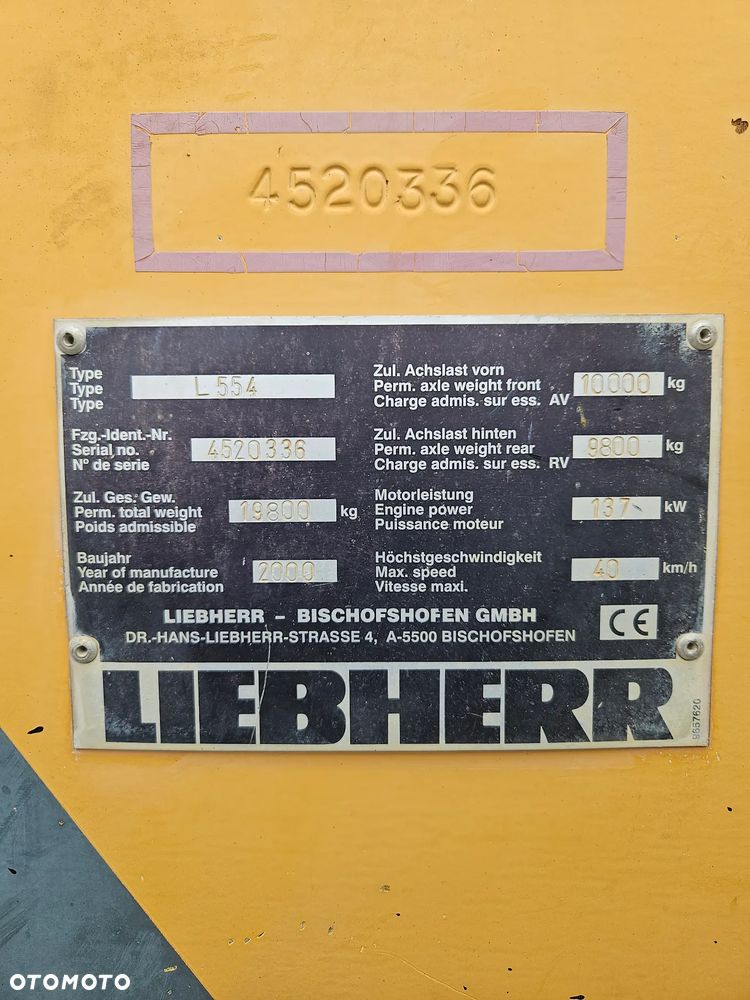 4520336
Type
Type
Type
L 554
Zul. Achslast vorn
Perm. axle weight front
Charge admis. sur ess. AV
10000 kg
Fzg.-Ident.-Nr.
Serial no.
N° de serie
4520336
Zul. Achslast hinten
Perm. axle weight rear
Charge admis. sur ess. RV
9800 kg
Zul. Ges. Gew.
Perm. total weight
Poids admissible
19800 kg
Motorleistung
Engine power
Puissance moteur
137 kW
Baujahr
Year of manufacture
Année de fabrication
2000
Höchstgeschwindigkeit
Max. speed
Vitesse maxi.
40 km/h
LIEBHERR – BISCHOFSHOFEN GMBH
DR.-HANS-LIEBHERR-STRASSE 4, A-5500 BISCHOFSHOFEN
CE
LIEBHERR
OTOMOTO